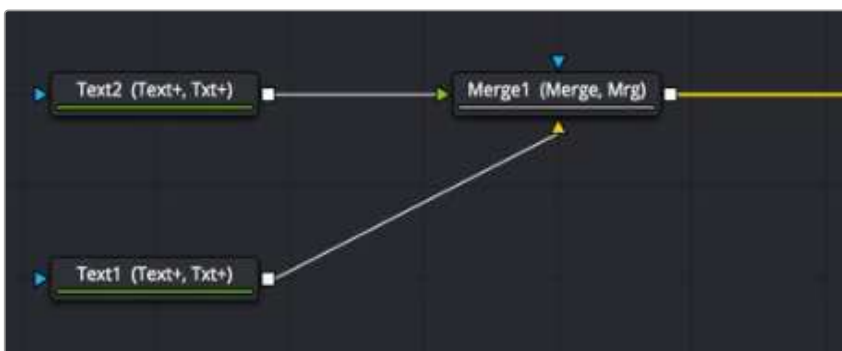 Text2 (Text+, Txt+)
Merge1 (Merge, Mrg)
Text1 (Text+, Txt+)